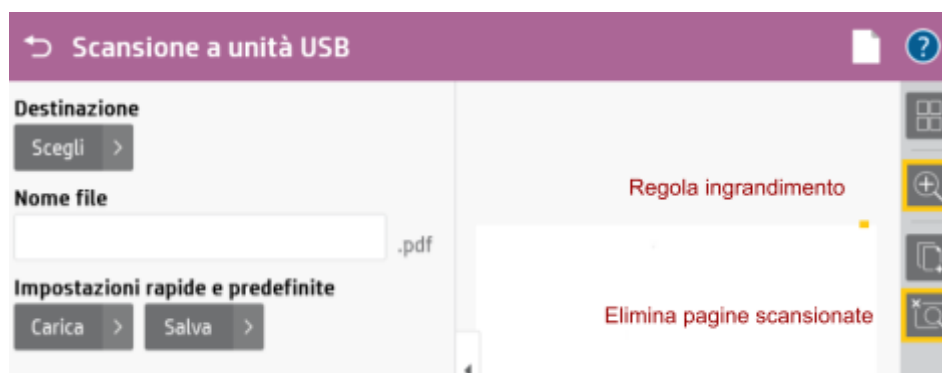 Scansione a unità USB
?
Destinazione
Scegli >
Nome file
.pdf
Impostazioni rapide e predefinite
Carica >
Salva >
Regola ingrandimento
Elimina pagine scansionate